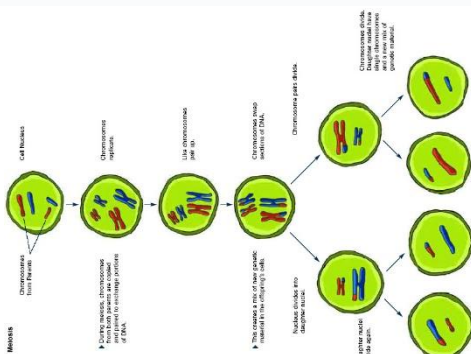 Meiosis
Chromosomes
from Parents
Cell Nucleus
During meiosis, chromosomes
from both parents are copied
and paired to exchange portions
of DNA.
Chromosomes
replicate.
Like chromosomes
pair up.
This creates a mix of new genetic
material in the offspring's cells.
Chromosomes swap
sections of DNA.
Nucleus divides into
daughter nuclei.
Chromosome pairs divide.
nuclei
again.
Chromosomes divide.
Daughter nuclei have
single chromosomes
and a new mix of
genetic material.